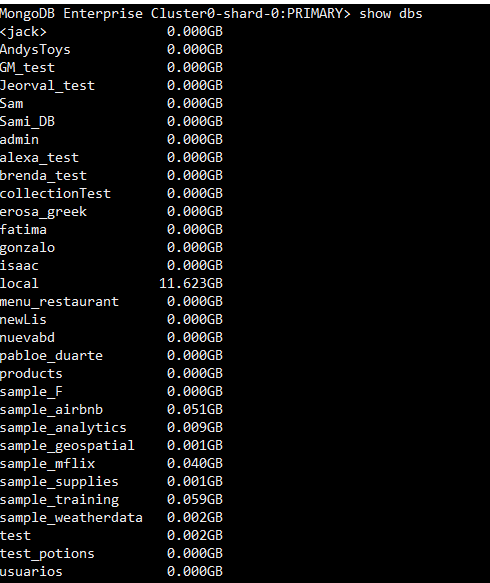 MongoDB Enterprise Cluster0-shard-0:PRIMARY> show dbs
<jack> 0.000GB
AndysToys 0.000GB
GM_test 0.000GB
Jeorval_test 0.000GB
Sam 0.000GB
Sami_DB 0.000GB
admin 0.000GB
alexa_test 0.000GB
brenda_test 0.000GB
collectionTest 0.000GB
erosa_greek 0.000GB
fatima 0.000GB
gonzalo 0.000GB
isaac 0.000GB
local 11.623GB
menu_restaurant 0.000GB
newLis 0.000GB
nuevabd 0.000GB
pabloe_duarte 0.000GB
products 0.000GB
sample_F 0.000GB
sample_airbnb 0.051GB
sample_analytics 0.009GB
sample_geospatial 0.001GB
sample_mflix 0.040GB
sample_supplies 0.001GB
sample_training 0.059GB
sample_weatherdata 0.002GB
test 0.002GB
test_potions 0.000GB
usuarios 0.000GB